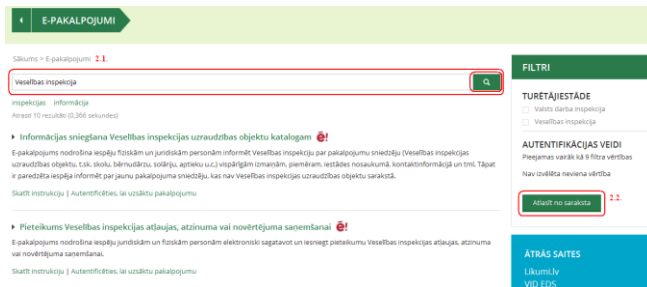 E-PAKALPOJUMI
Sākums > E-pakalpojumi 2.1.
Veselības inspekcija
inspekcijas informācija
Atrasti 10 rezultāti (0,366 sekundes)
Informācijas sniegšana Veselības inspekcijas uzraudzības objektu katalogam ē!
E-pakalpojums nodrošina iespēju fiziskām un juridiskām personām informēt Veselības inspekciju par pakalpojumu sniedzēju (Veselības inspekcijas
uzraudzības objektu, t.sk. skolu, bērnudārzu, solāriju, aptieku u.c.) vispārīgām izmaiņām, piemēram, iestādes nosaukumā, kontaktinformācijā un tml. Tāpat
ir paredzēta iespēja informēt par jaunu pakalpojuma sniedzēju, kas nav Veselības inspekcijas uzraudzības objektu sarakstā.
Skatīt instrukciju | Autentificēties, lai uzsāktu pakalpojumu
Pieteikums Veselības inspekcijas atļaujas, atzinuma vai novērtējuma saņemšanai ē!
E-pakalpojums nodrošina iespēju juridiskām un fiziskām personām elektroniski sagatavot un iesniegt pieteikumu Veselības inspekcijas atļaujas, atzinuma
vai novērtējuma saņemšanai.
Skatīt instrukciju | Autentificēties, lai uzsāktu pakalpojumu
FILTRI
TURĒTĀJIESTĀDE
Valsts darba inspekcija
Veselības inspekcija
AUTENTIFIKĀCIJAS VEIDI
Pieejamas vairāk kā 9 filtra vērtības
Nav izvēlēta neviena vērtība
Atlasīt no saraksta 2.2.
ĀTRĀS SAITES
Likumi.lv
VID EDS